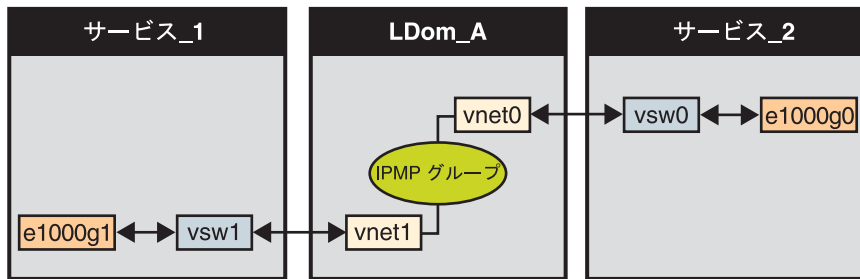 サービス_1
LDom_A
サービス_2
vnet0
vsw0
e1000g0
IPMP グループ
e1000g1
vsw1
vnet1